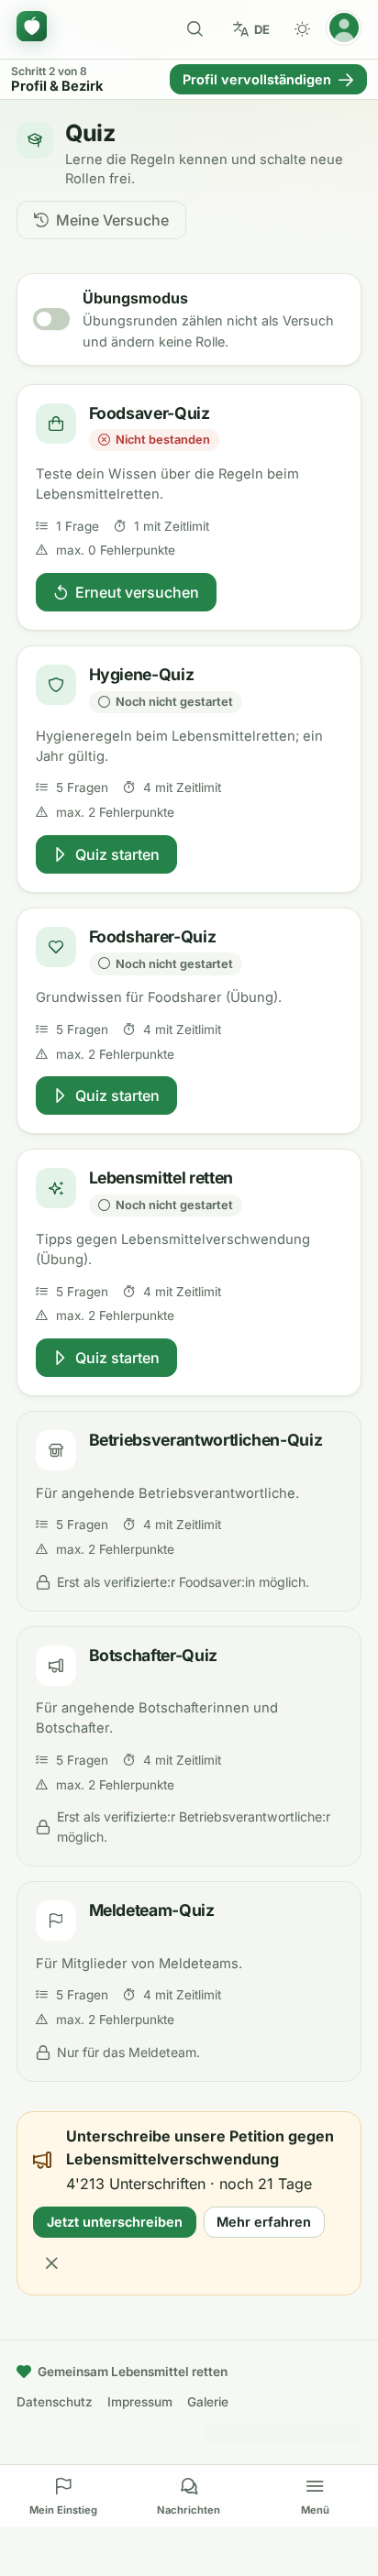 DE
Schritt 2 von 8
Profil & Bezirk
Profil vervollständigen
Quiz
Lerne die Regeln kennen und schalte neue
Rollen frei.
Meine Versuche
Übungsmodus
Übungsrunden zählen nicht als Versuch
und ändern keine Rolle.
Foodsaver-Quiz
Nicht bestanden
Teste dein Wissen über die Regeln beim
Lebensmittelretten.
1 Frage 1 mit Zeitlimit
max. 0 Fehlerpunkte
Erneut versuchen
Hygiene-Quiz
Noch nicht gestartet
Hygieneregeln beim Lebensmittelretten; ein
Jahr gültig.
5 Fragen 4 mit Zeitlimit
max. 2 Fehlerpunkte
Quiz starten
Foodsharer-Quiz
Noch nicht gestartet
Grundwissen für Foodsharer (Übung).
5 Fragen 4 mit Zeitlimit
max. 2 Fehlerpunkte
Quiz starten
Lebensmittel retten
Noch nicht gestartet
Tipps gegen Lebensmittelverschwendung
(Übung).
5 Fragen 4 mit Zeitlimit
max. 2 Fehlerpunkte
Quiz starten
Betriebsverantwortlichen-Quiz
Für angehende Betriebsverantwortliche.
5 Fragen 4 mit Zeitlimit
max. 2 Fehlerpunkte
Erst als verifizierte:r Foodsaver:in möglich.
Botschafter-Quiz
Für angehende Botschafterinnen und
Botschafter.
5 Fragen 4 mit Zeitlimit
max. 2 Fehlerpunkte
Erst als verifizierte:r Betriebsverantwortliche:r
möglich.
Meldeteam-Quiz
Für Mitglieder von Meldeteams.
5 Fragen 4 mit Zeitlimit
max. 2 Fehlerpunkte
Nur für das Meldeteam.
Unterschreibe unsere Petition gegen
Lebensmittelverschwendung
4'213 Unterschriften · noch 21 Tage
Jetzt unterschreiben Mehr erfahren
Gemeinsam Lebensmittel retten
Datenschutz Impressum Galerie
Mein Einstieg Nachrichten Menü